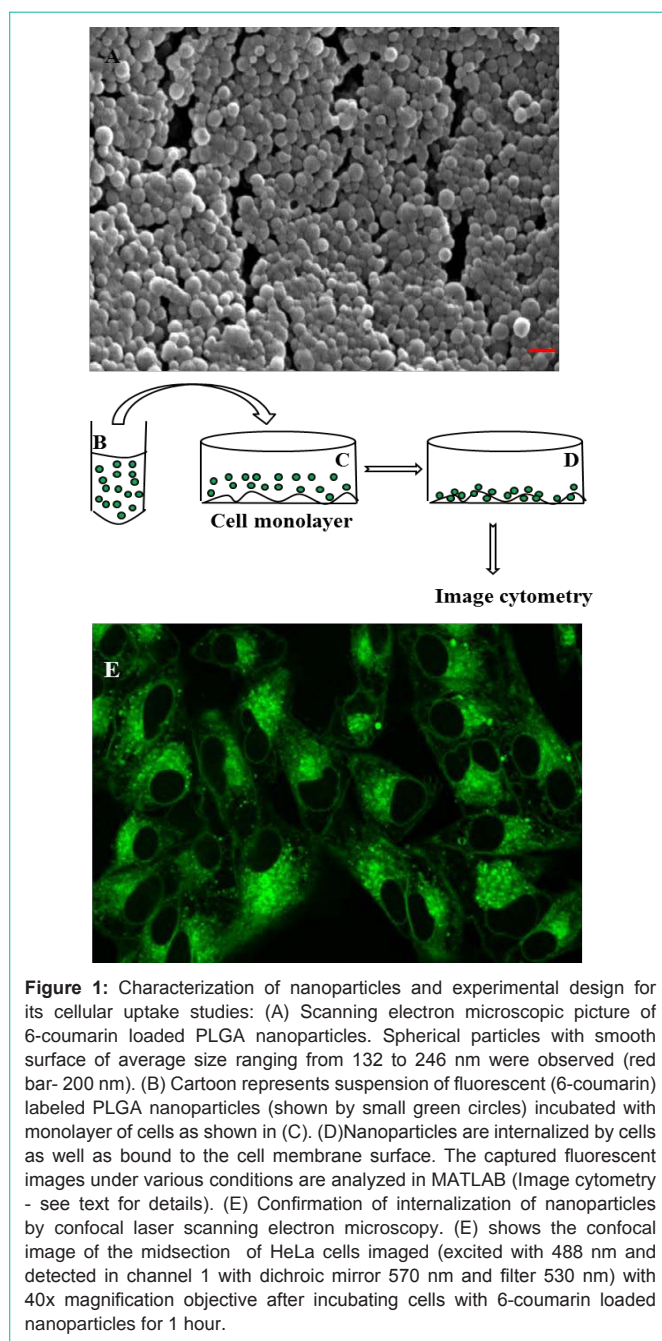 A
B
C
D
Cell monolayer
Image cytometry
E
Figure 1: Characterization of nanoparticles and experimental design for
its cellular uptake studies: (A) Scanning electron microscopic picture of
6-coumarin loaded PLGA nanoparticles. Spherical particles with smooth
surface of average size ranging from 132 to 246 nm were observed (red
bar- 200 nm). (B) Cartoon represents suspension of fluorescent (6-coumarin)
labeled PLGA nanoparticles (shown by small green circles) incubated with
monolayer of cells as shown in (C). (D)Nanoparticles are internalized by cells
as well as bound to the cell membrane surface. The captured fluorescent
images under various conditions are analyzed in MATLAB (Image cytometry
- see text for details). (E) Confirmation of internalization of nanoparticles
by confocal laser scanning electron microscopy. (E) shows the confocal
image of the midsection of HeLa cells imaged (excited with 488 nm and
detected in channel 1 with dichroic mirror 570 nm and filter 530 nm) with
40x magnification objective after incubating cells with 6-coumarin loaded
nanoparticles for 1 hour.